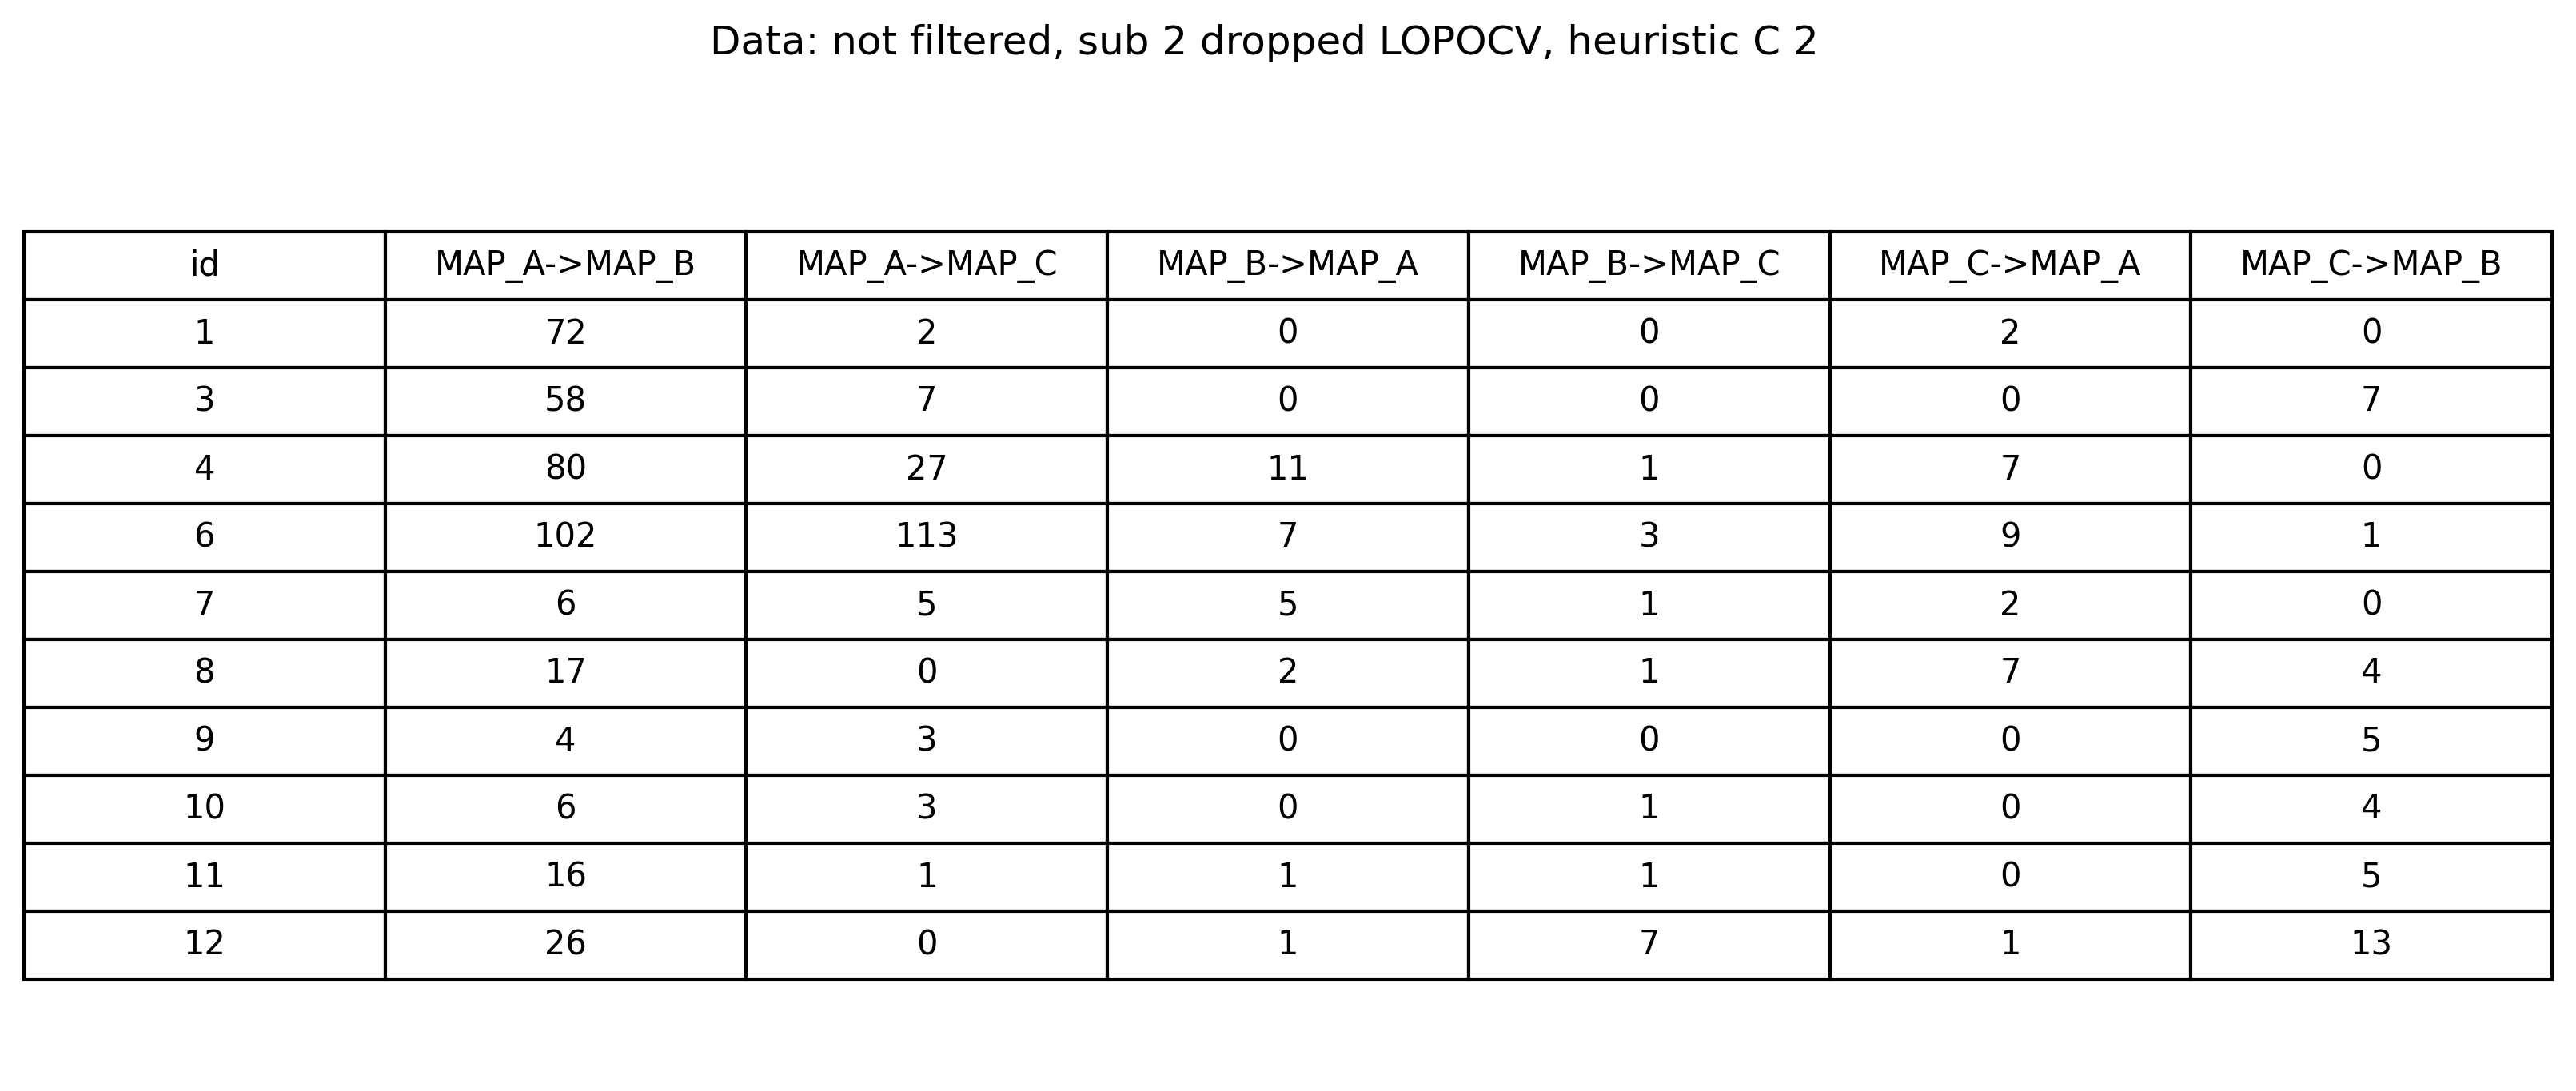 Data: not filtered, sub 2 dropped LOPOCV, heuristic C 2
id MAP_A->MAP_B MAP_A->MAP_C MAP_B->MAP_A MAP_B->MAP_C MAP_C->MAP_A MAP_C->MAP_B
1 72 2 0 0 2 0
3 58 7 0 0 0 7
4 80 27 11 1 7 0
6 102 113 7 3 9 1
7 6 5 5 1 2 0
8 17 0 2 1 7 4
9 4 3 0 0 0 5
10 6 3 0 1 0 4
11 16 1 1 1 0 5
12 26 0 1 7 1 13